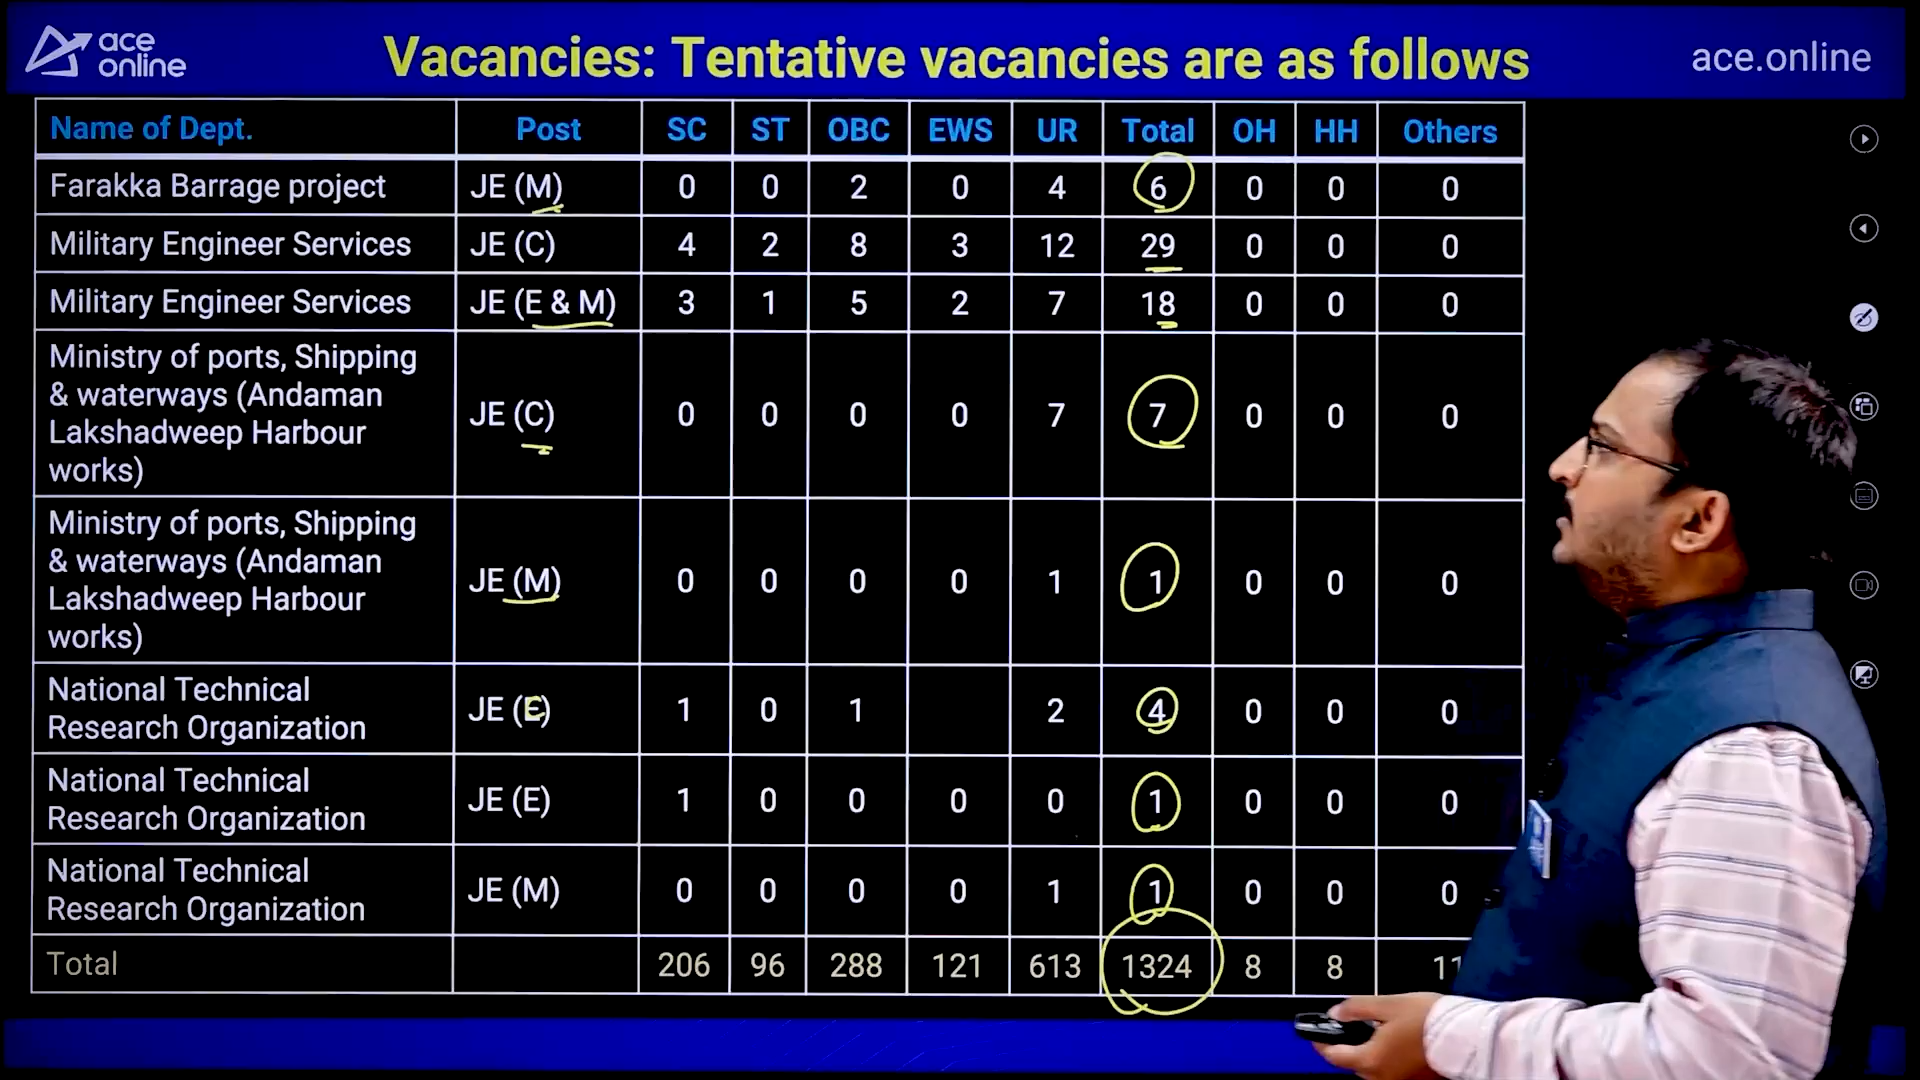 ace
online
Vacancies: Tentative vacancies are as follows
ace.online
Name of Dept. Post SC ST OBC EWS UR Total OH HH Others
Farakka Barrage project JE (M) 0 0 2 0 4 6 0 0 0
Military Engineer Services JE (C) 4 2 8 3 12 29 0 0 0
Military Engineer Services JE (E & M) 3 1 5 2 7 18 0 0 0
Ministry of ports, Shipping
& waterways (Andaman
Lakshadweep Harbour
works)
JE (C) 0 0 0 0 7 7 0 0 0
Ministry of ports, Shipping
& waterways (Andaman
Lakshadweep Harbour
works)
JE (M) 0 0 0 0 1 1 0 0 0
National Technical
Research Organization
JE (E) 1 0 1 2 4 0 0 0
National Technical
Research Organization
JE (E) 1 0 0 0 0 1 0 0 0
National Technical
Research Organization
JE (M) 0 0 0 0 1 1 0 0 0
Total 206 96 288 121 613 1324 8 8